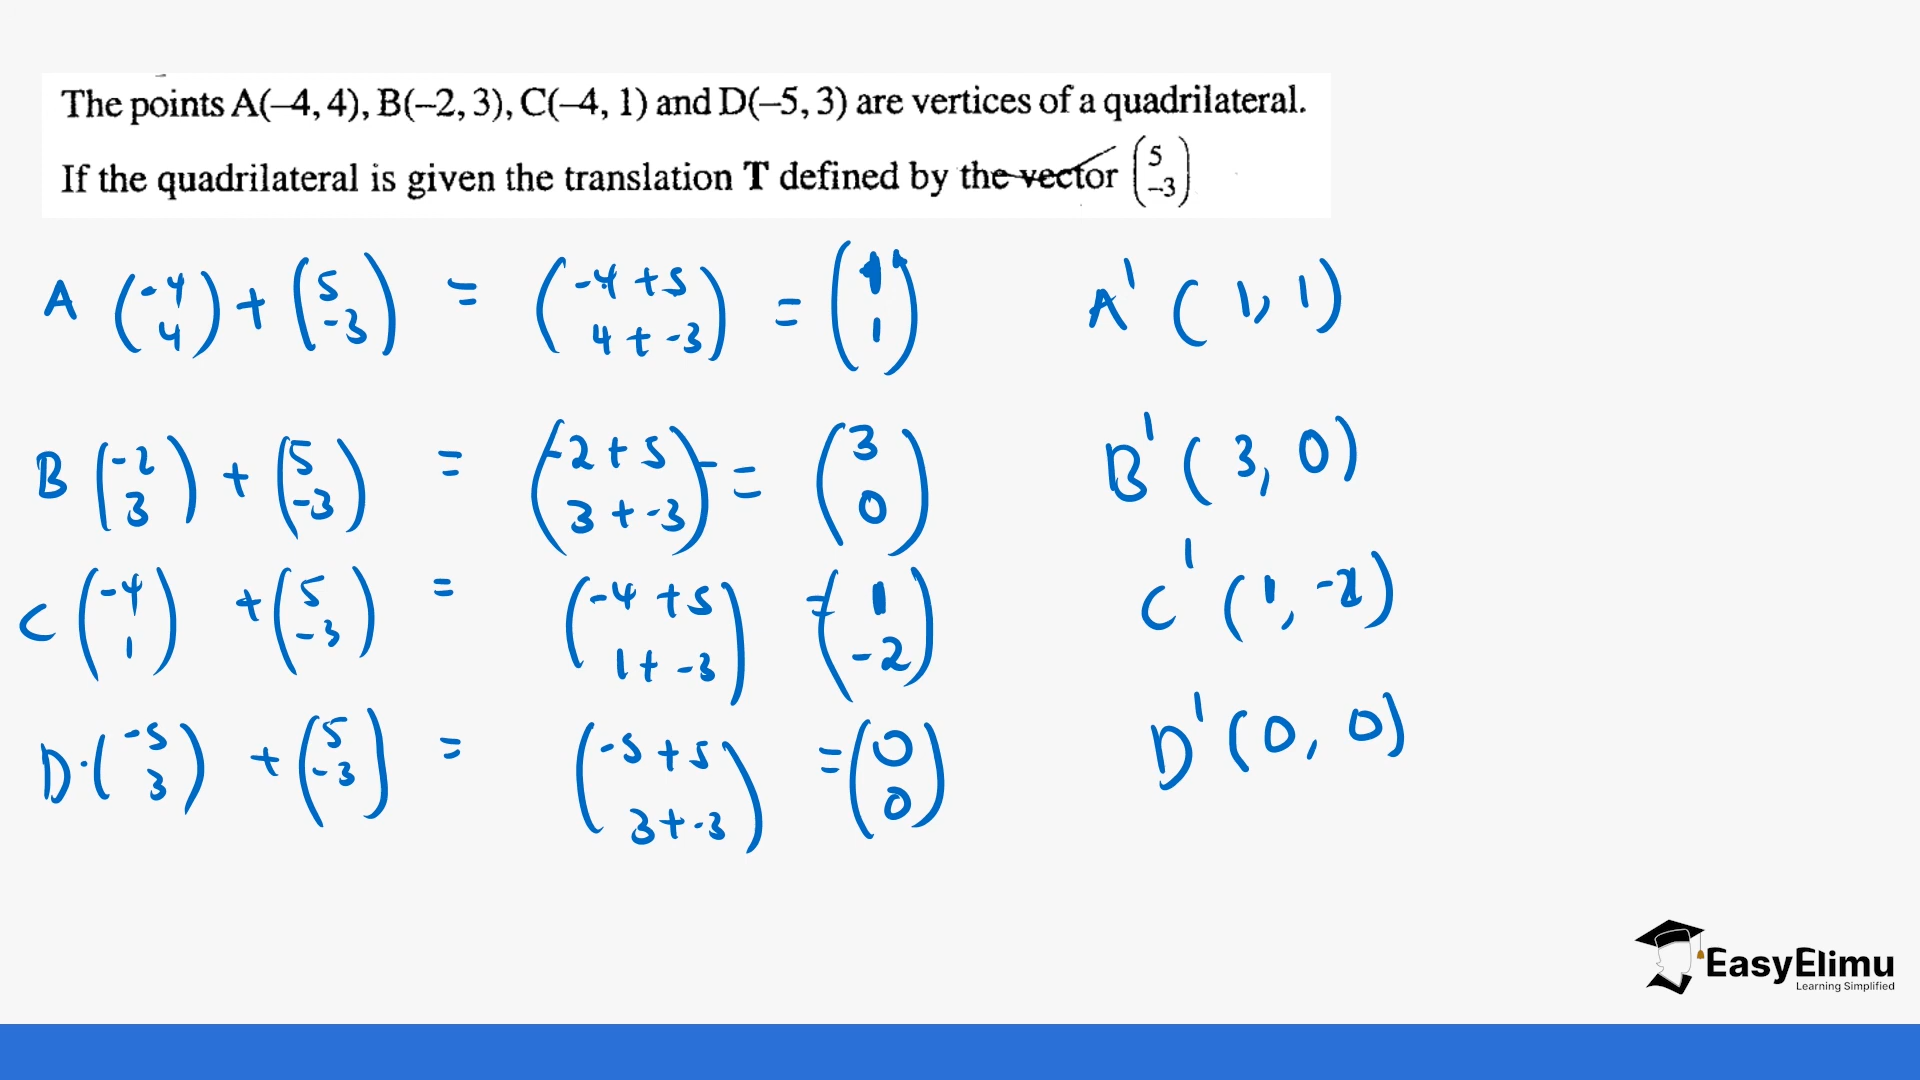 The points A(–4, 4), B(–2, 3), C(–4, 1) and D(–5, 3) are vertices of a quadrilateral.
If the quadrilateral is given the translation T defined by the vector (5 -3)
A (-4 4) + (5 -3) = (-4 + 5 4 + -3) = (1 1) A' (1, 1)
B (-2 3) + (5 -3) = (-2 + 5 3 + -3) = (3 0) B' (3, 0)
C (-4 1) + (5 -3) = (-4 + 5 1 + -3) = (1 -2) C' (1, -2)
D (-5 3) + (5 -3) = (-5 + 5 3 + -3) = (0 0) D' (0, 0)
EasyElimu
Learning Simplified